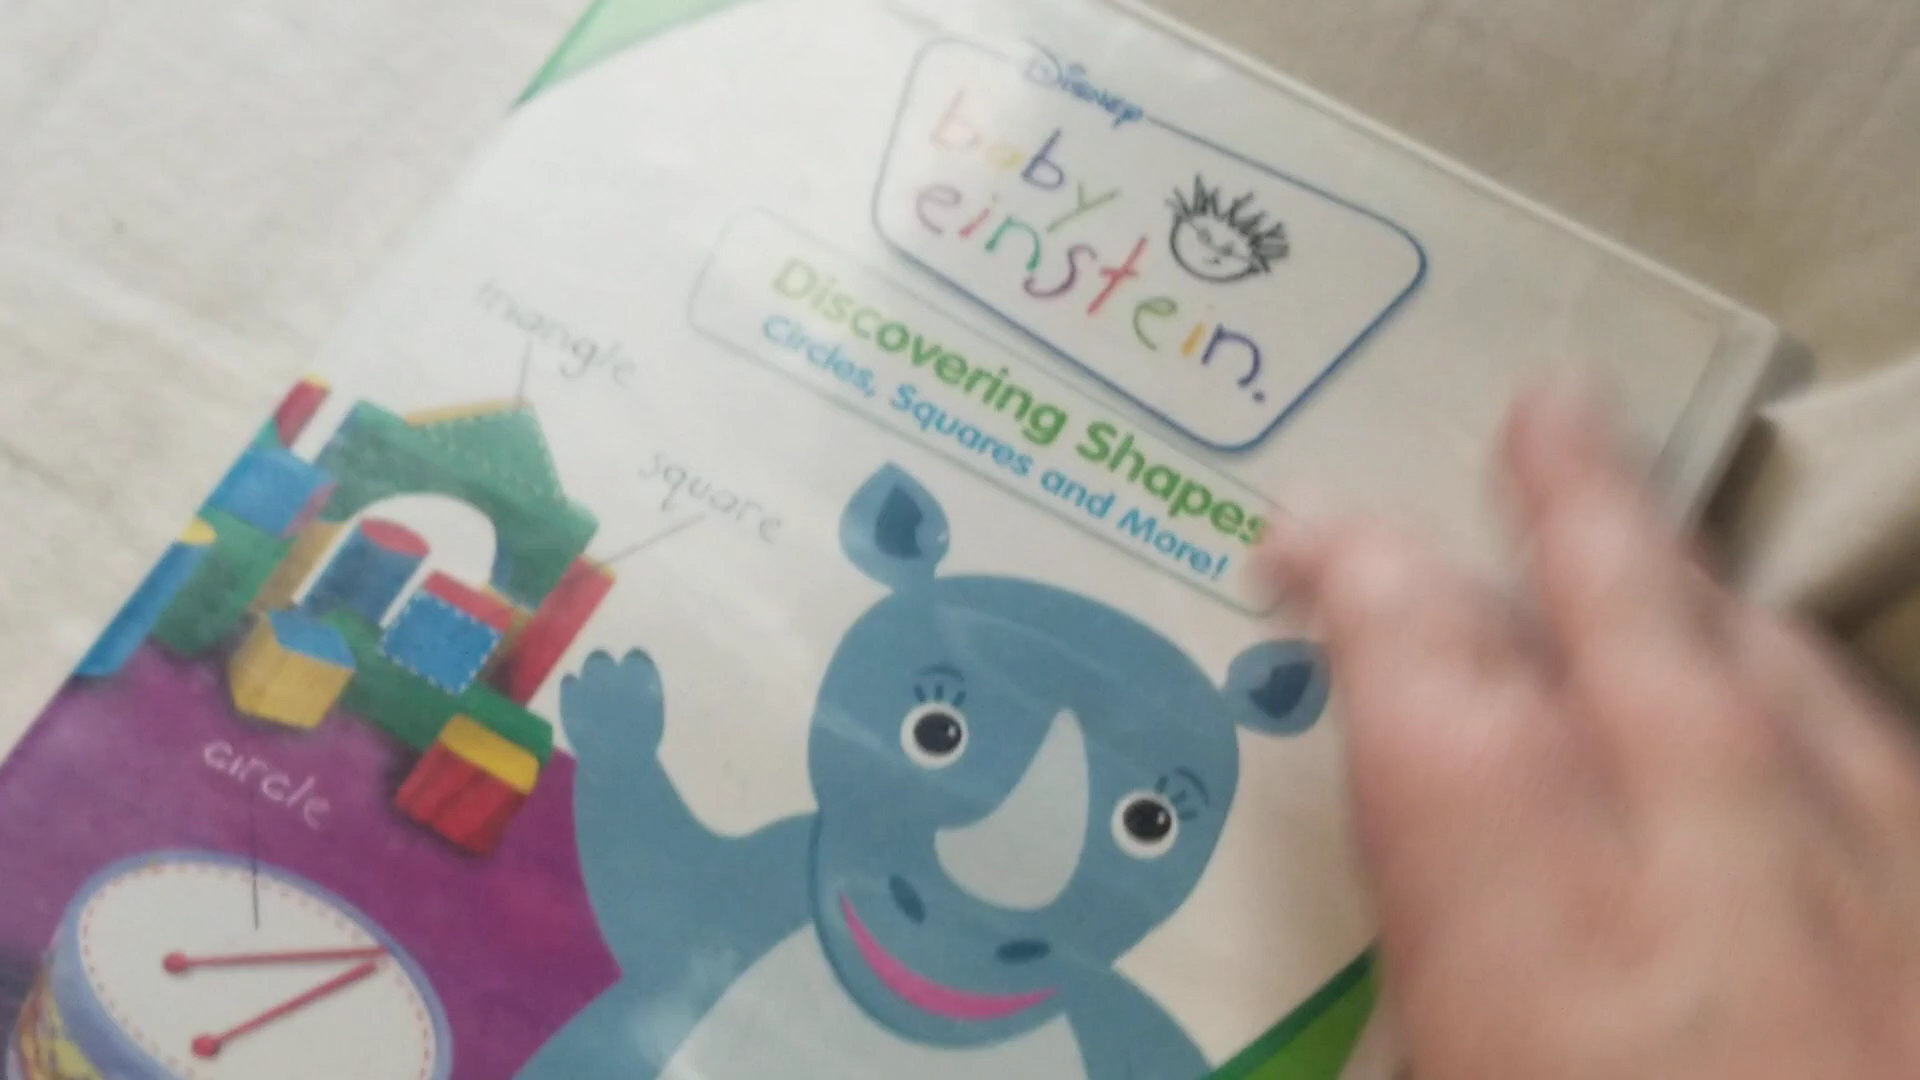 Disney
baby
einstein.
Discovering Shapes
Circles, Squares and More!
triangle
square
circle